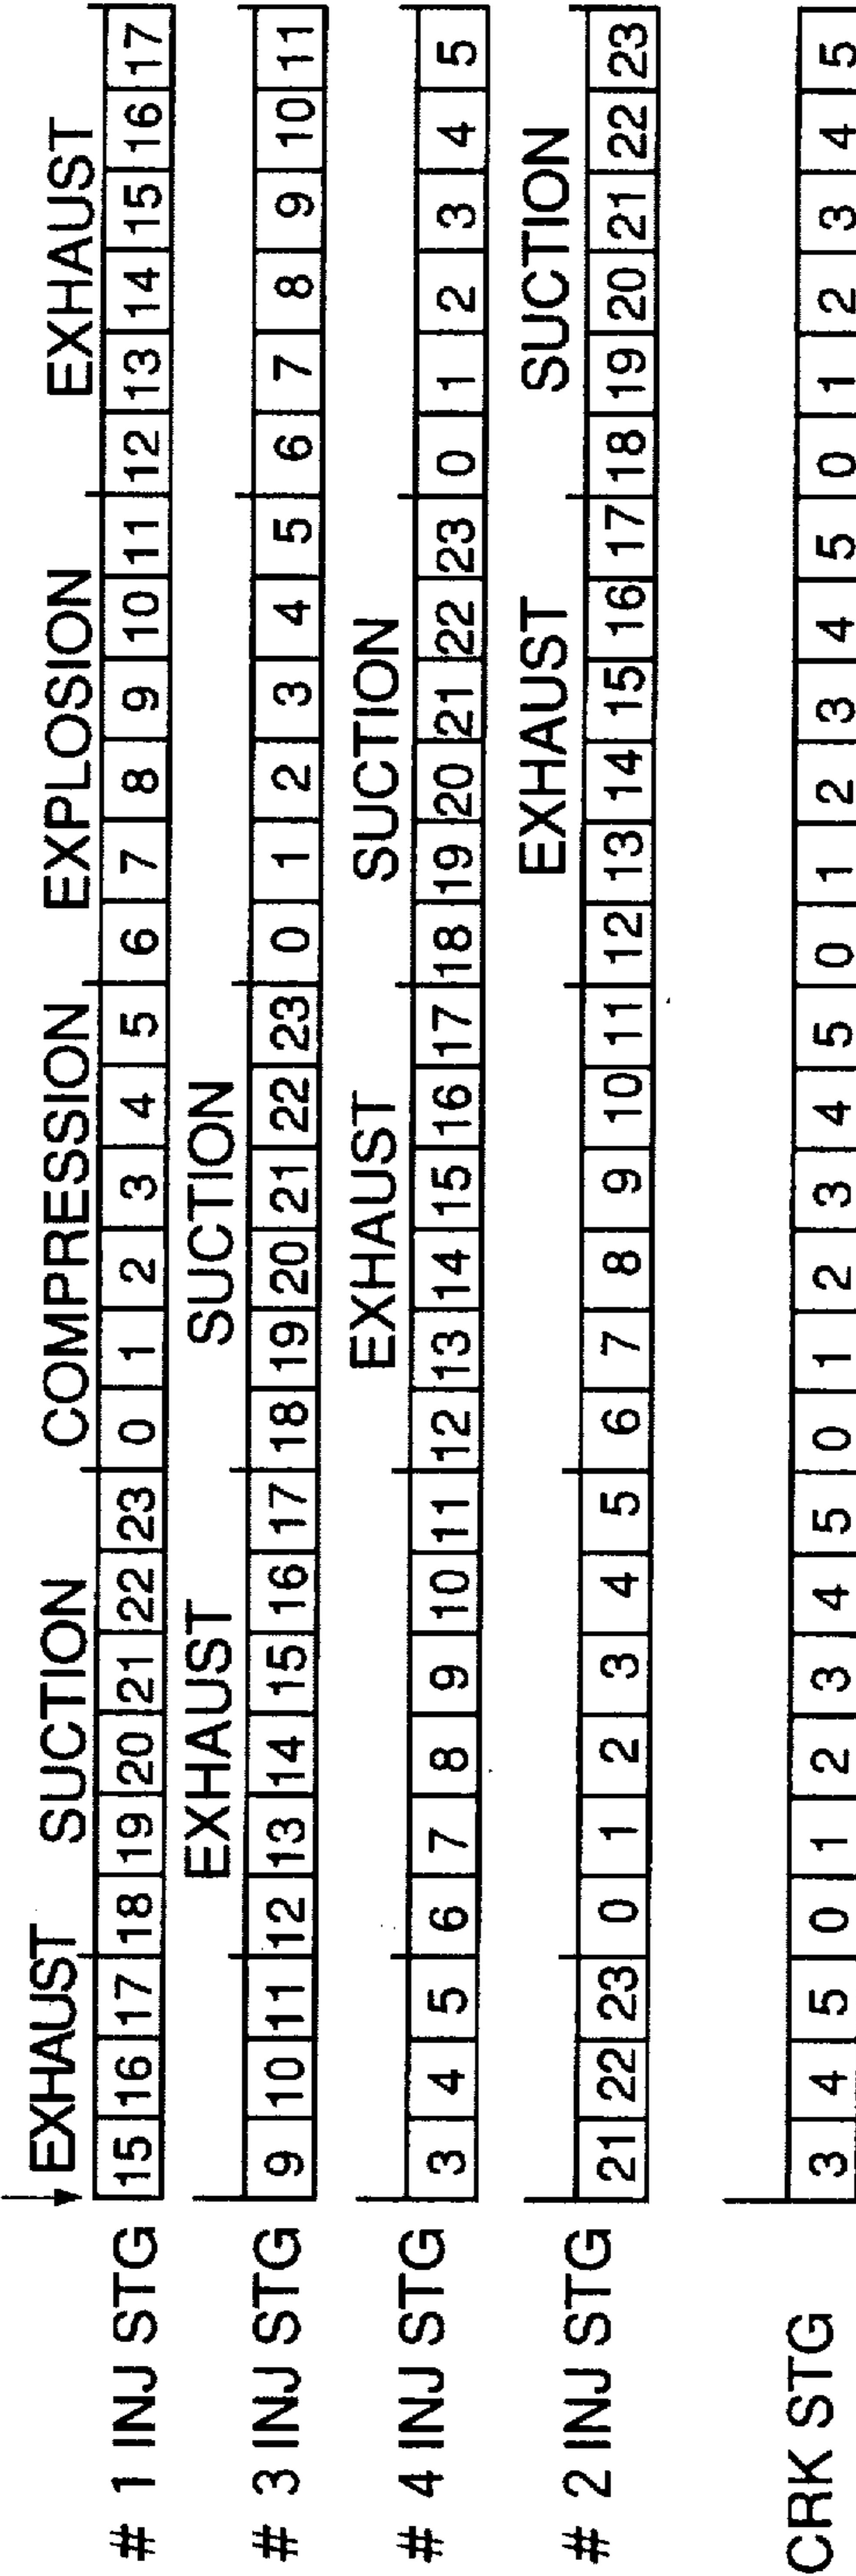 EXHAUST SUCTION COMPRESSION EXPLOSION EXHAUST
# 1 INJ STG 15 16 17 18 19 20 21 22 23 0 1 2 3 4 5 6 7 8 9 10 11 12 13 14 15 16 17
EXHAUST SUCTION
# 3 INJ STG 9 10 11 12 13 14 15 16 17 18 19 20 21 22 23 0 1 2 3 4 5 6 7 8 9 10 11
EXHAUST SUCTION
# 4 INJ STG 3 4 5 6 7 8 9 10 11 12 13 14 15 16 17 18 19 20 21 22 23 0 1 2 3 4 5
EXHAUST SUCTION
# 2 INJ STG 21 22 23 0 1 2 3 4 5 6 7 8 9 10 11 12 13 14 15 16 17 18 19 20 21 22 23
CRK STG 3 4 5 0 1 2 3 4 5 0 1 2 3 4 5 0 1 2 3 4 5 0 1 2 3 4 5